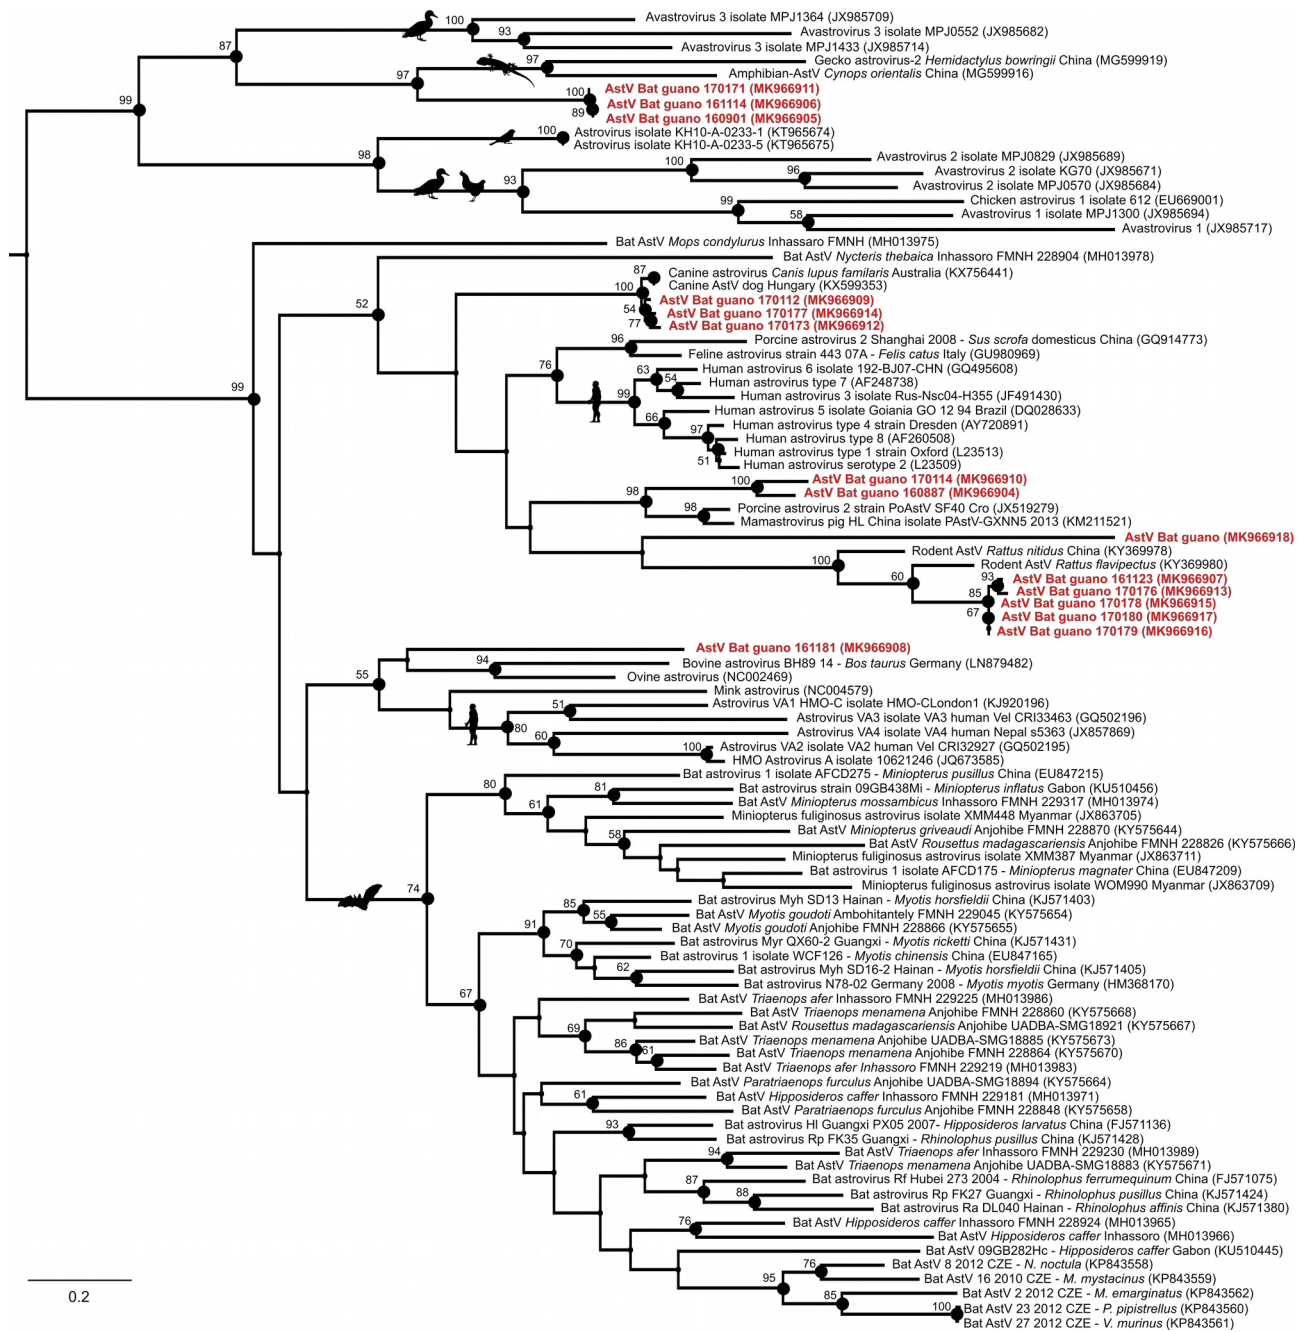 Avastrovirus 3 isolate MPJ1364 (JX985709)
100
Avastrovirus 3 isolate MPJ0552 (JX985682)
93
Avastrovirus 3 isolate MPJ1433 (JX985714)
87
Gecko astrovirus-2 Hemidactylus bowringii China (MG599919)
97
Amphibian-AstV Cynops orientalis China (MG599916)
97
AstV Bat guano 170171 (MK966911)
100
99
AstV Bat guano 161114 (MK966906)
89
AstV Bat guano 160901 (MK966905)
100
Astrovirus isolate KH10-A-0233-1 (KT965674)
Astrovirus isolate KH10-A-0233-5 (KT965675)
98
Avastrovirus 2 isolate MPJ0829 (JX985689)
100
Avastrovirus 2 isolate KG70 (JX985671)
96
Avastrovirus 2 isolate MPJ0570 (JX985684)
93
Chicken astrovirus 1 isolate 612 (EU669001)
99
Avastrovirus 1 isolate MPJ1300 (JX985694)
58
Avastrovirus 1 (JX985717)
Bat AstV Mops condylurus Inhassaro FMNH (MH013975)
Bat AstV Nycteris thebaica Inhassoro FMNH 228904 (MH013978)
87
Canine astrovirus Canis lupus familaris Australia (KX756441)
Canine AstV dog Hungary (KX599353)
100
AstV Bat guano 170112 (MK966909)
52
54
AstV Bat guano 170177 (MK966914)
77
AstV Bat guano 170173 (MK966912)
96
Porcine astrovirus 2 Shanghai 2008 - Sus scrofa domesticus China (GQ914773)
Feline astrovirus strain 443 07A - Felis catus Italy (GU980969)
76
Human astrovirus 6 isolate 192-BJ07-CHN (GQ495608)
63
54
Human astrovirus type 7 (AF248738)
99
Human astrovirus 3 isolate Rus-Nsc04-H355 (JF491430)
99
Human astrovirus 5 isolate Goiania GO 12 94 Brazil (DQ028633)
66
Human astrovirus type 4 strain Dresden (AY720891)
97
Human astrovirus type 8 (AF260508)
Human astrovirus type 1 strain Oxford (L23513)
51
Human astrovirus serotype 2 (L23509)
100
AstV Bat guano 170114 (MK966910)
98
AstV Bat guano 160887 (MK966904)
98
Porcine astrovirus 2 strain PoAstV SF40 Cro (JX519279)
Mamastrovirus pig HL China isolate PAstV-GXNN5 2013 (KM211521)
AstV Bat guano (MK966918)
100
Rodent AstV Rattus nitidus China (KY369978)
Rodent AstV Rattus flavipectus (KY369980)
60
93
AstV Bat guano 161123 (MK966907)
85
AstV Bat guano 170176 (MK966913)
AstV Bat guano 170178 (MK966915)
67
AstV Bat guano 170180 (MK966917)
AstV Bat guano 170179 (MK966916)
AstV Bat guano 161181 (MK966908)
94
Bovine astrovirus BH89 14 - Bos taurus Germany (LN879482)
55
Ovine astrovirus (NC002469)
Mink astrovirus (NC004579)
51
Astrovirus VA1 HMO-C isolate HMO-CLondon1 (KJ920196)
80
Astrovirus VA3 isolate VA3 human Vel CRI33463 (GQ502196)
60
Astrovirus VA4 isolate VA4 human Nepal s5363 (JX857869)
100
Astrovirus VA2 isolate VA2 human Vel CRI32927 (GQ502195)
HMO Astrovirus A isolate 10621246 (JQ673585)
Bat astrovirus 1 isolate AFCD275 - Miniopterus pusillus China (EU847215)
80
81
Bat astrovirus strain 09GB438Mi - Miniopterus inflatus Gabon (KU510456)
61
Bat AstV Miniopterus mossambicus Inhassoro FMNH 229317 (MH013974)
Miniopterus fuliginosus astrovirus isolate XMM448 Myanmar (JX863705)
58
Bat AstV Miniopterus griveaudi Anjohibe FMNH 228870 (KY575644)
Bat AstV Rousettus madagascariensis Anjohibe FMNH 228826 (KY575666)
Miniopterus fuliginosus astrovirus isolate XMM387 Myanmar (JX863711)
Bat astrovirus 1 isolate AFCD175 - Miniopterus magnater China (EU847209)
74
Miniopterus fuliginosus astrovirus isolate WOM990 Myanmar (JX863709)
85
Bat astrovirus Myh SD13 Hainan - Myotis horsfieldii China (KJ571403)
55
Bat AstV Myotis goudoti Ambohitantely FMNH 229045 (KY575654)
91
Bat AstV Myotis goudoti Anjohibe FMNH 228866 (KY575655)
70
Bat astrovirus Myr QX60-2 Guangxi - Myotis ricketti China (KJ571431)
Bat astrovirus 1 isolate WCF126 - Myotis chinensis China (EU847165)
62
Bat astrovirus Myh SD16-2 Hainan - Myotis horsfieldii China (KJ571405)
Bat astrovirus N78-02 Germany 2008 - Myotis myotis Germany (HM368170)
67
Bat AstV Triaenops afer Inhassoro FMNH 229225 (MH013986)
Bat AstV Triaenops menamena Anjohibe FMNH 228860 (KY575668)
69
Bat AstV Rousettus madagascariensis Anjohibe UADBA-SMG18921 (KY575667)
86
Bat AstV Triaenops menamena Anjohibe UADBA-SMG18885 (KY575673)
61
Bat AstV Triaenops menamena Anjohibe FMNH 228864 (KY575670)
Bat AstV Triaenops afer Inhassoro FMNH 229219 (MH013983)
Bat AstV Paratriaenops furculus Anjohibe UADBA-SMG18894 (KY575664)
61
Bat AstV Hipposideros caffer Inhassoro FMNH 229181 (MH013971)
Bat AstV Paratriaenops furculus Anjohibe FMNH 228848 (KY575658)
93
Bat astrovirus Hl Guangxi PX05 2007- Hipposideros larvatus China (FJ571136)
Bat astrovirus Rp FK35 Guangxi - Rhinolophus pusillus China (KJ571428)
94
Bat AstV Triaenops afer Inhassoro FMNH 229230 (MH013989)
Bat AstV Triaenops menamena Anjohibe UADBA-SMG18883 (KY575671)
87
Bat astrovirus Rf Hubei 273 2004 - Rhinolophus ferrumequinum China (FJ571075)
88
Bat astrovirus Rp FK27 Guangxi - Rhinolophus pusillus China (KJ571424)
Bat astrovirus Ra DL040 Hainan - Rhinolophus affinis China (KJ571380)
76
Bat AstV Hipposideros caffer Inhassoro FMNH 228924 (MH013965)
Bat AstV Hipposideros caffer Inhassoro (MH013966)
Bat AstV 09GB282Hc - Hipposideros caffer Gabon (KU510445)
76
Bat AstV 8 2012 CZE - N. noctula (KP843558)
95
Bat AstV 16 2010 CZE - M. mystacinus (KP843559)
85
Bat AstV 2 2012 CZE - M. emarginatus (KP843562)
100
Bat AstV 23 2012 CZE - P. pipistrellus (KP843560)
Bat AstV 27 2012 CZE - V. murinus (KP843561)
0.2